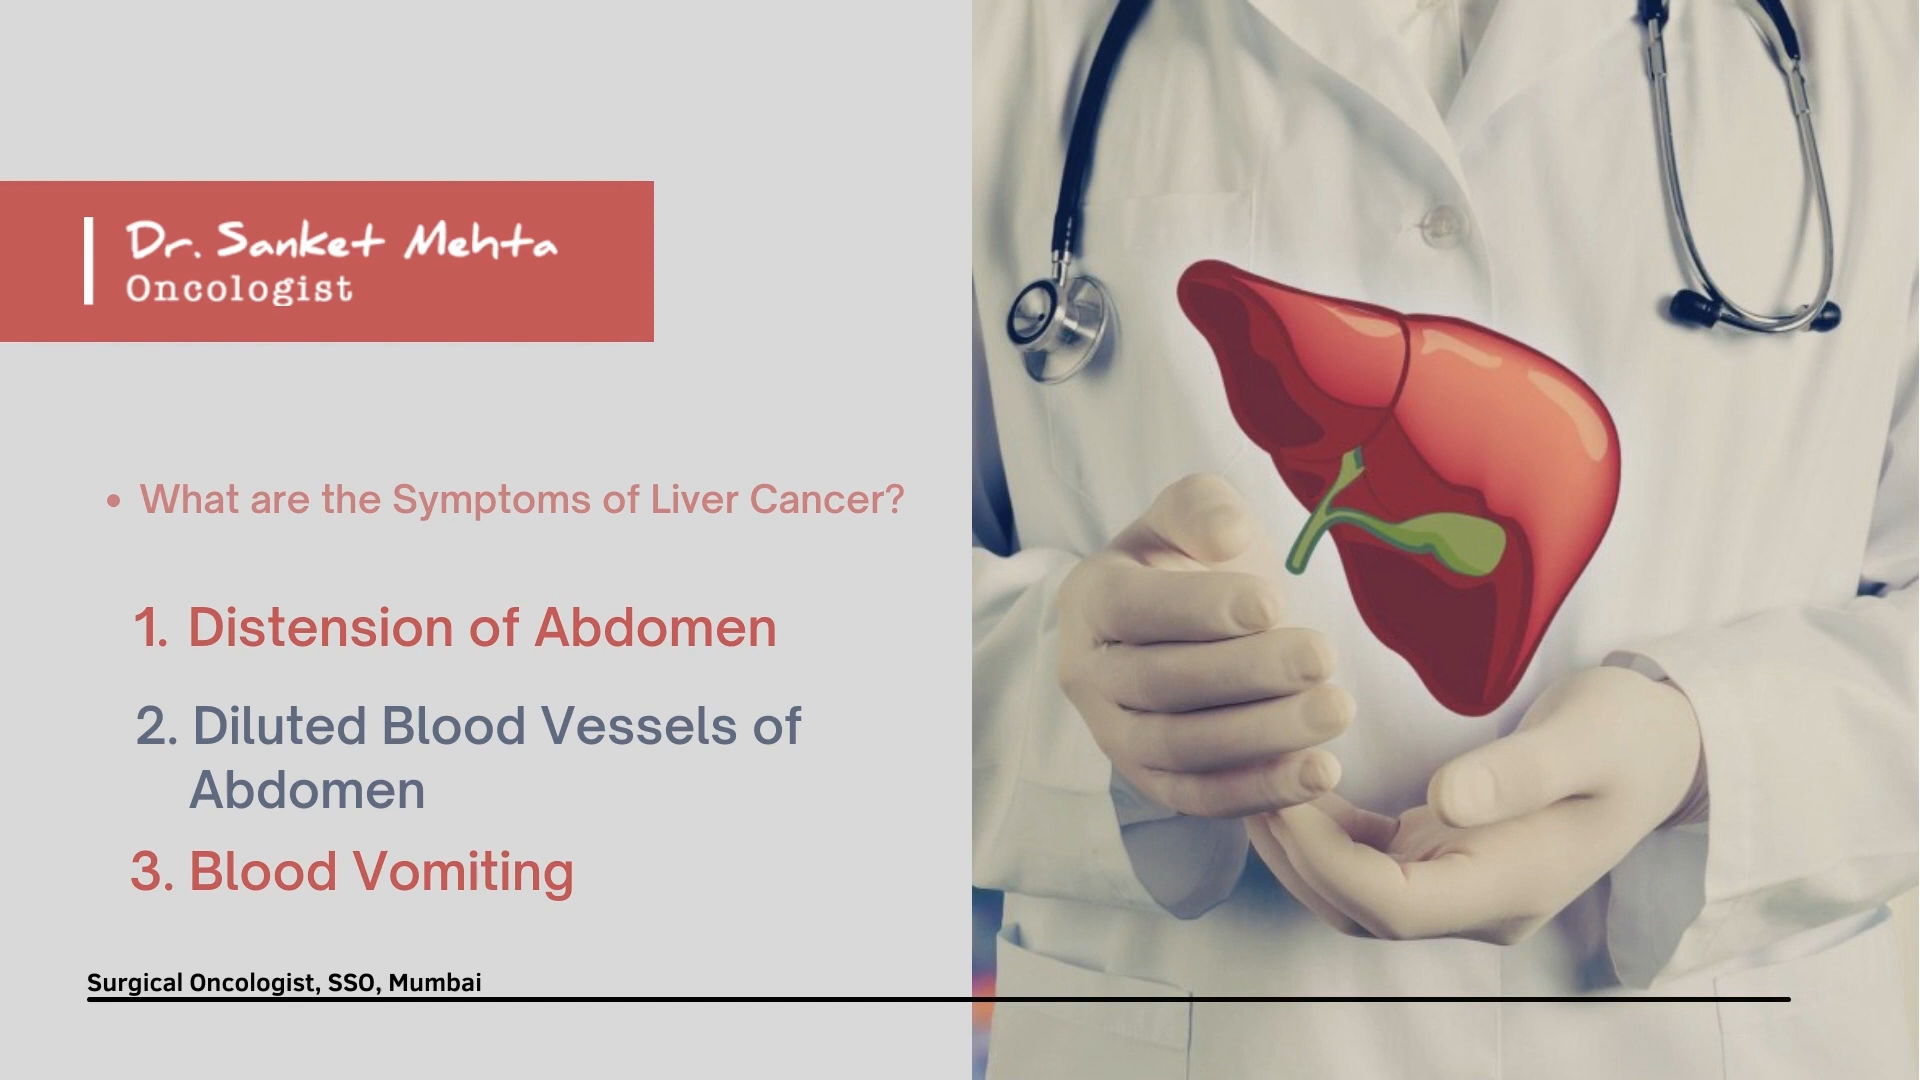 Dr. Sanket Mehta
Oncologist
• What are the Symptoms of Liver Cancer?
1. Distension of Abdomen
2. Diluted Blood Vessels of
Abdomen
3. Blood Vomiting
Surgical Oncologist, SSO, Mumbai